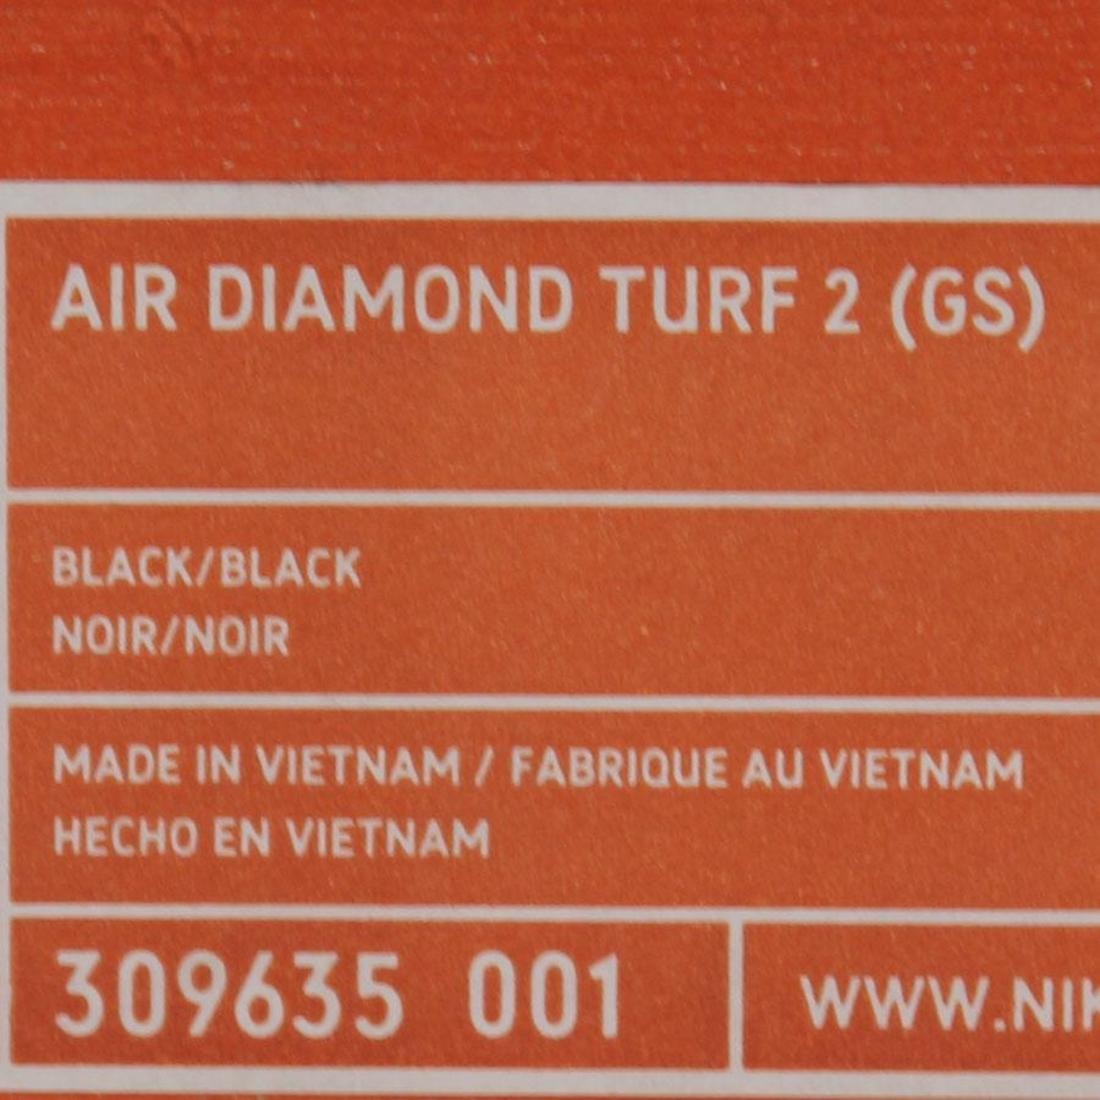 AIR DIAMOND TURF 2 (GS)
BLACK/BLACK
NOIR/NOIR
MADE IN VIETNAM / FABRIQUE AU VIETNAM
HECHO EN VIETNAM
309635 001
WWW.NIK